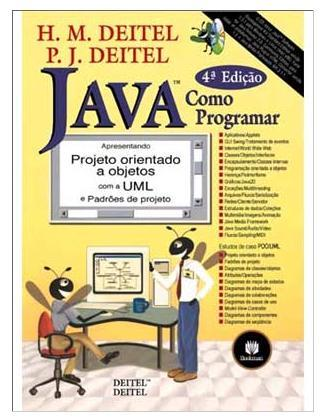 H. M. DEITEL
P. J. DEITEL
4ª Edição
JAVA™
Como
Programar
Apresentando
Projeto orientado
a objetos
com a UML
e Padrões de projeto
Aplicativos/Applets
GUI Swing/Tratamento de eventos
Internet/World Wide Web
Classes/Objetos/Interfaces
Encapsulamento/Classes internas
Programação orientada a objetos
Herança/Polimorfismo
Gráficos/Java2D
Exceções/Multithreading
Arquivos/Fluxos/Serialização
Redes/Cliente/Servidor
Estruturas de dados/Coleções
Multimídia/Imagens/Animação
Java Media Framework
Java Sound/Áudio/Vídeo
Fluxos/Sampling/MIDI
Estudos de caso POO/UML
Projeto orientado a objetos
Padrões de projeto
Diagramas de classes/objetos
Atributos/Operações
Diagramas de mapa de estados
Diagramas de atividades
Diagramas de colaborações
Diagramas de casos de uso
Model-View-Controller
Diagramas de componentes
Diagramas de seqüência
Bookman
DEITEL™
DEITEL